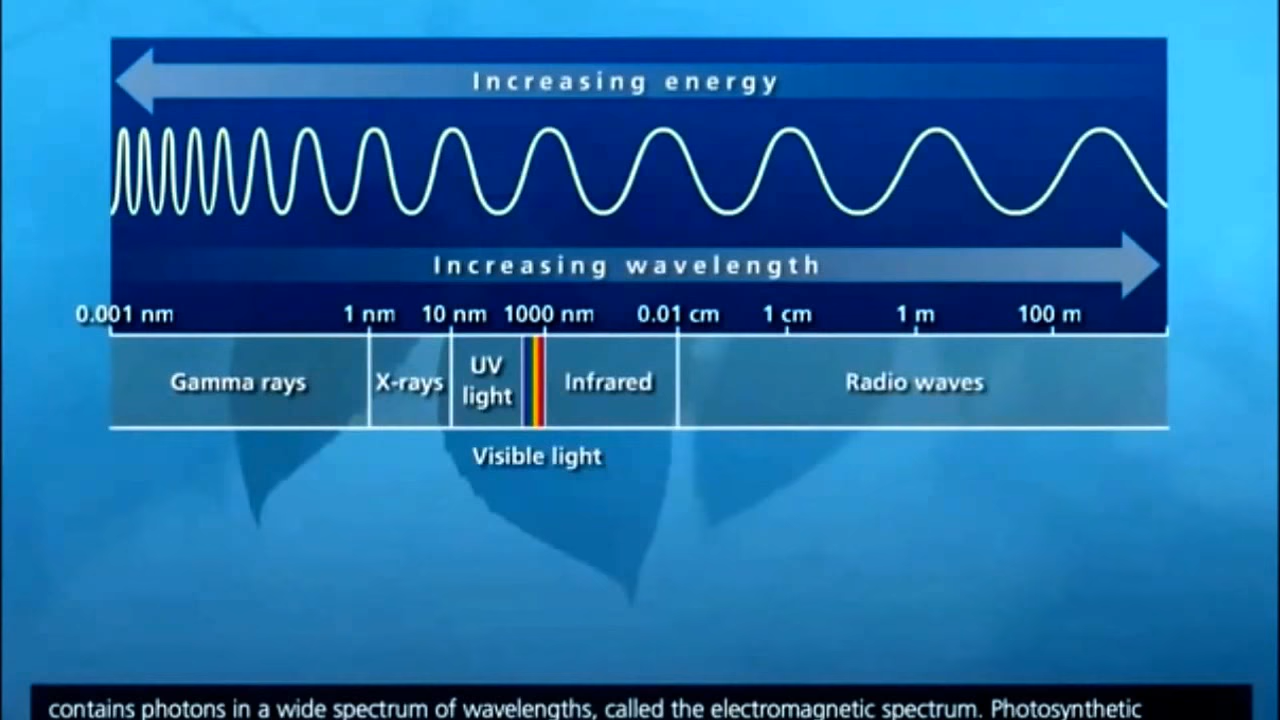 Increasing energy
Increasing wavelength
0.001 nm 1 nm 10 nm 1000 nm 0.01 cm 1 cm 1 m 100 m
Gamma rays X-rays UV light Infrared Radio waves
Visible light
contains photons in a wide spectrum of wavelengths, called the electromagnetic spectrum. Photosynthetic